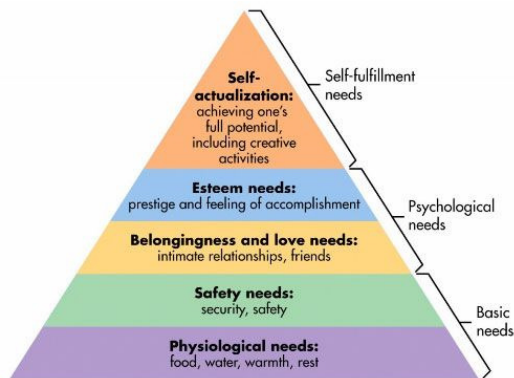 Self-
actualization:
achieving one's
full potential,
including creative
activities
Self-fulfillment
needs
Esteem needs:
prestige and feeling of accomplishment
Psychological
needs
Belongingness and love needs:
intimate relationships, friends
Safety needs:
security, safety
Basic
needs
Physiological needs:
food, water, warmth, rest